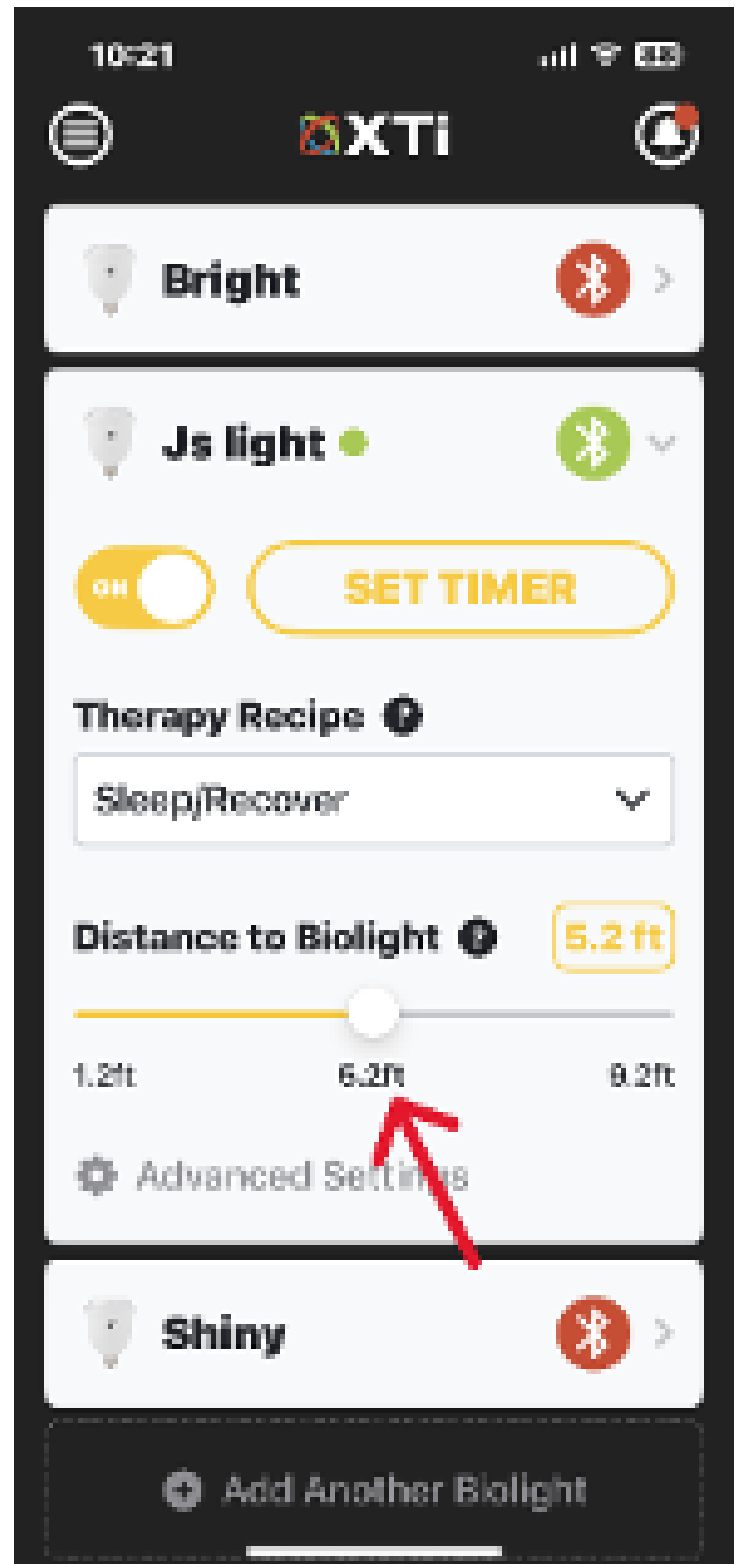 10:21
XTi
Bright
Js light
ON
SET TIMER
Therapy Recipe ?
Sleep/Recover
Distance to Biolight ? 5.2 ft
1.2ft 5.2ft 9.2ft
Advanced Settings
Shiny
Add Another Biolight